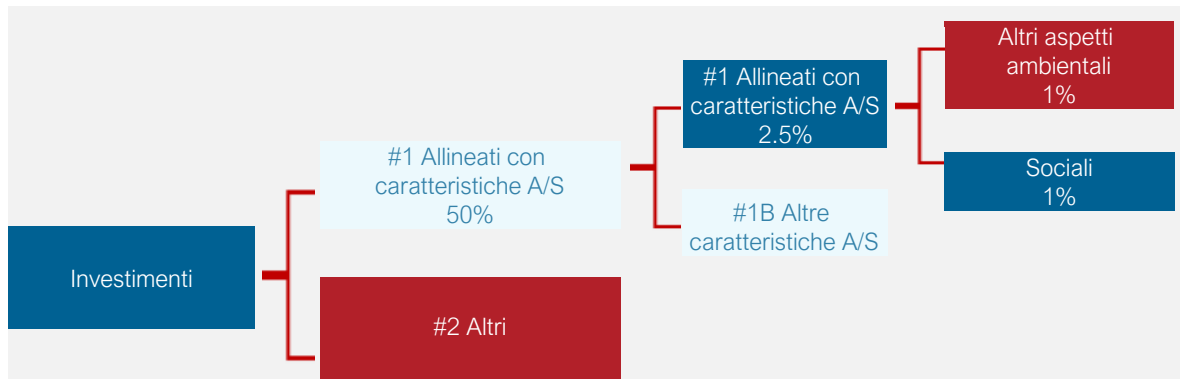 Investimenti
#1 Allineati con
caratteristiche A/S
50%
#2 Altri
#1 Allineati con
caratteristiche A/S
2.5%
#1B Altre
caratteristiche A/S
Altri aspetti
ambientali
1%
Sociali
1%